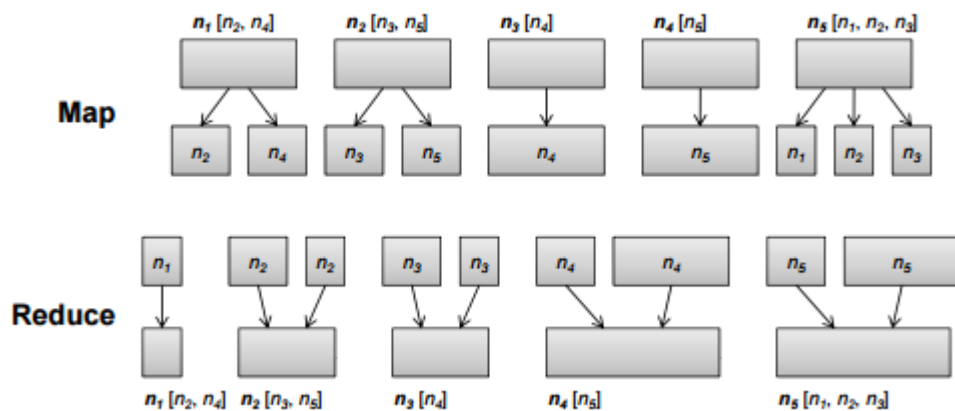 n₁ [n₂, n₄] n₂ [n₃, n₅] n₃ [n₄] n₄ [n₅] n₅ [n₁, n₂, n₃]
Map
n₂ n₄ n₃ n₅ n₄ n₅ n₁ n₂ n₃
n₁ n₂ n₂ n₃ n₃ n₄ n₄ n₅ n₅
Reduce
n₁ [n₂, n₄] n₂ [n₃, n₅] n₃ [n₄] n₄ [n₅] n₅ [n₁, n₂, n₃]